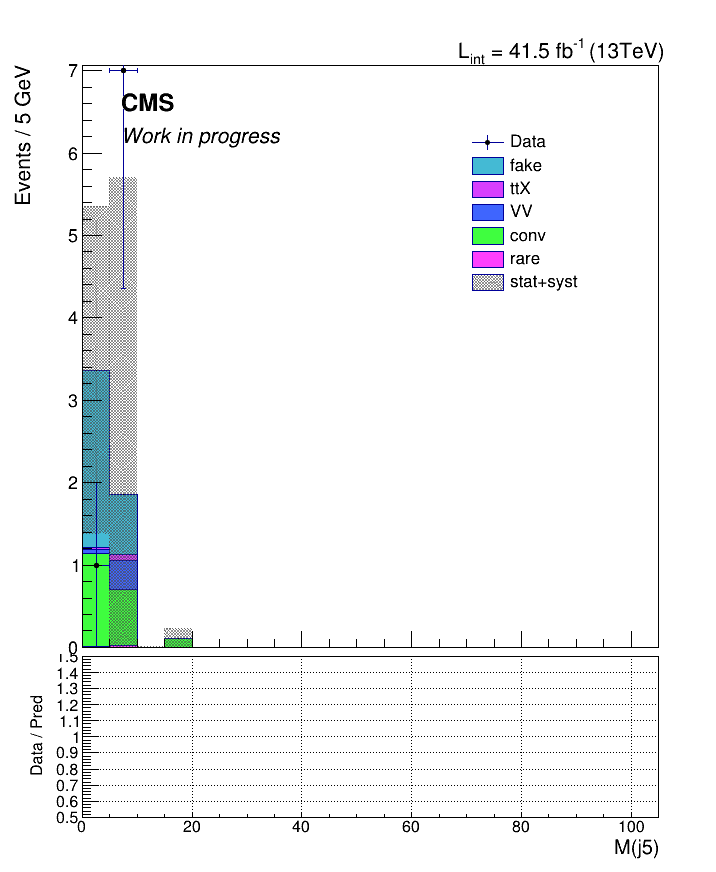 L_int = 41.5 fb^-1 (13TeV)
Events / 5 GeV
7
6
5
4
3
2
1
0
CMS
Work in progress
Data
fake
ttX
VV
conv
rare
stat+syst
Data / Pred
1.5
1.4
1.3
1.2
1.1
1
0.9
0.8
0.7
0.6
0.5
0 20 40 60 80 100
M(j5)